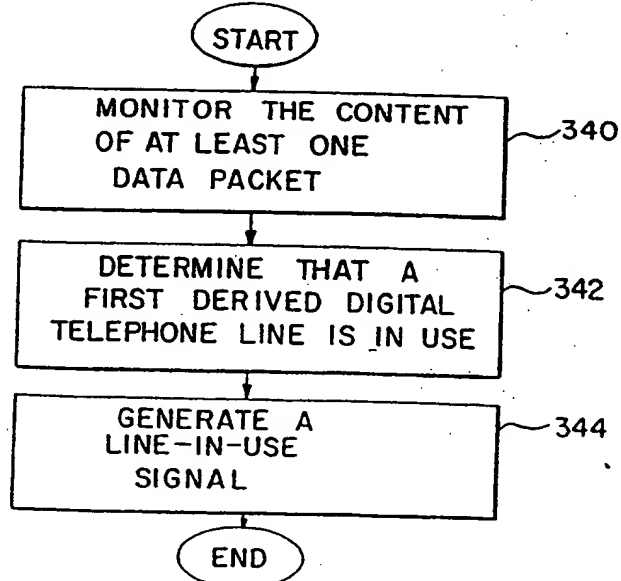 START
MONITOR THE CONTENT
OF AT LEAST ONE
DATA PACKET
340
DETERMINE THAT A
FIRST DERIVED DIGITAL
TELEPHONE LINE IS IN USE
342
GENERATE A
LINE-IN-USE
SIGNAL
344
END